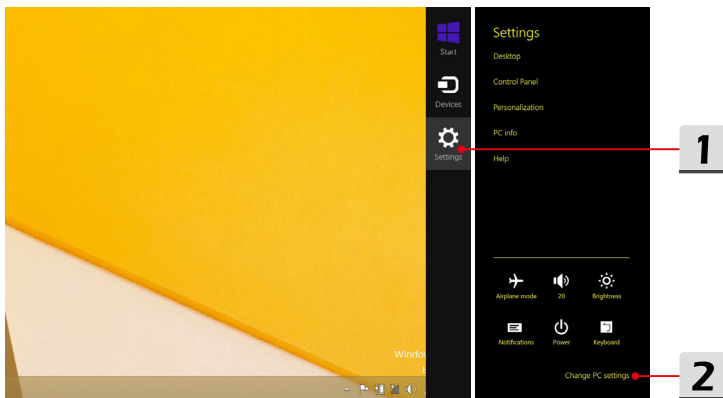 Start
Devices
Settings
Windo
Settings
Desktop
Control Panel
Personalization
PC info
Help
Airplane mode
20
Brightness
Notifications
Power
Keyboard
Change PC settings
1
2